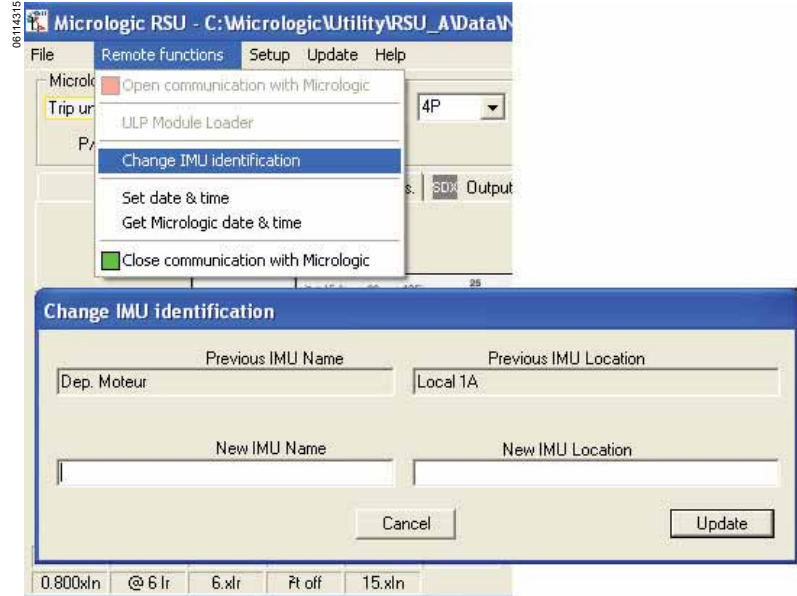 06114315
Micrologic RSU - C:\Micrologic\Utility\RSU_A\Data\N
File Remote functions Setup Update Help
Open communication with Micrologic
4P
ULP Module Loader
Change IMU identification
Set date & time
SDX Output
Get Micrologic date & time
Close communication with Micrologic
25
Change IMU identification
Previous IMU Name Previous IMU Location
Dep. Moteur Local 1A
New IMU Name New IMU Location
Cancel Update
0.800xIn @ 6 Ir 6.xIr off 15.xIn